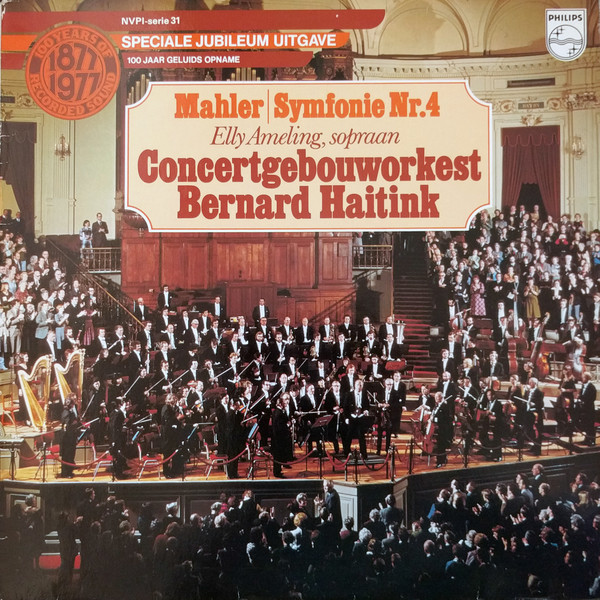 NVPI-serie 31
SPECIALE JUBILEUM UITGAVE
100 JAAR GELUIDS OPNAME
100 YEARS OF
1877
1977
RECORDED SOUND
PHILIPS
Mahler | Symfonie Nr. 4
Elly Ameling, sopraan
Concertgebouworkest
Bernard Haitink